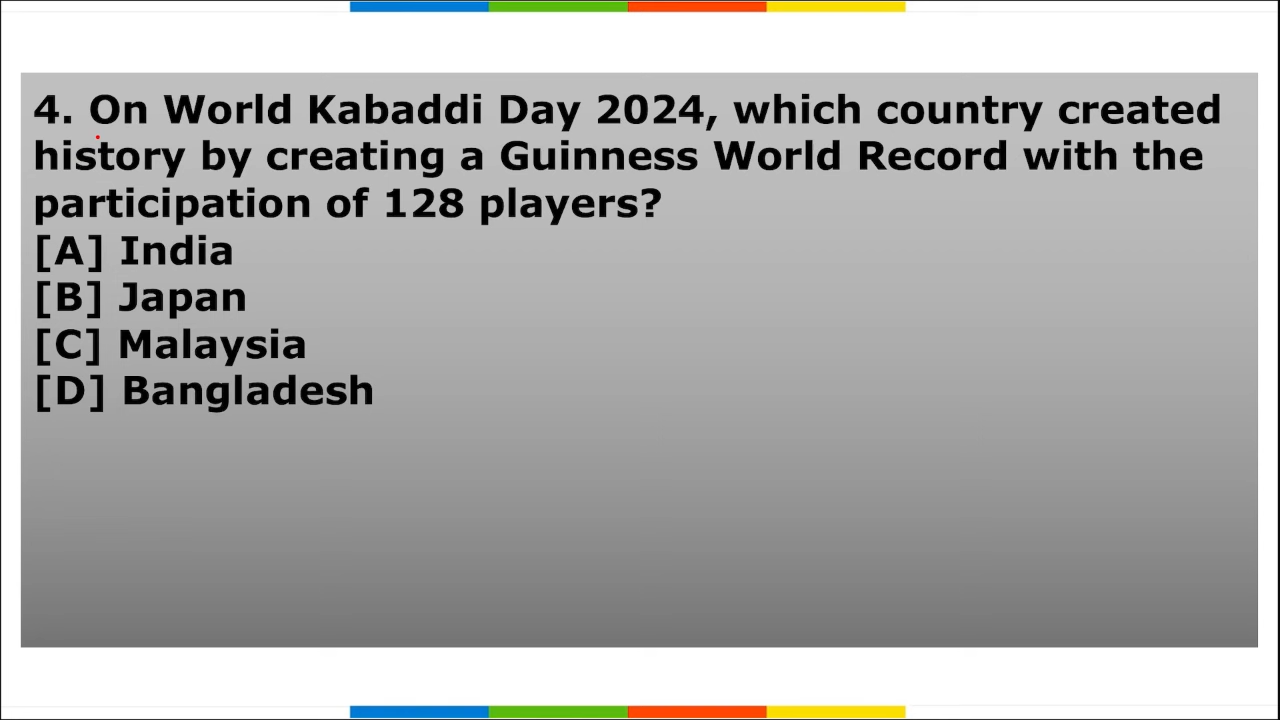 4. On World Kabaddi Day 2024, which country created
history by creating a Guinness World Record with the
participation of 128 players?
[A] India
[B] Japan
[C] Malaysia
[D] Bangladesh